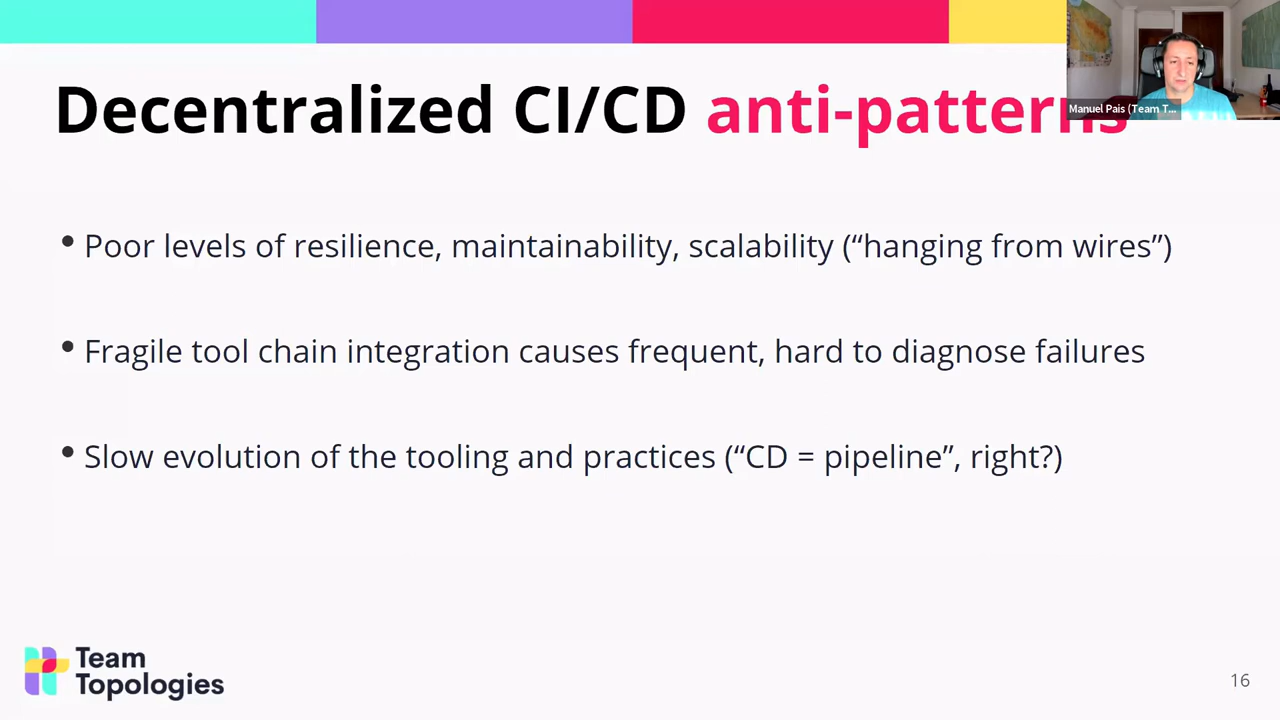 Decentralized CI/CD anti-patterns
Manuel Pais (Team T...
• Poor levels of resilience, maintainability, scalability (“hanging from wires”)
• Fragile tool chain integration causes frequent, hard to diagnose failures
• Slow evolution of the tooling and practices (“CD = pipeline”, right?)
Team
Topologies
16